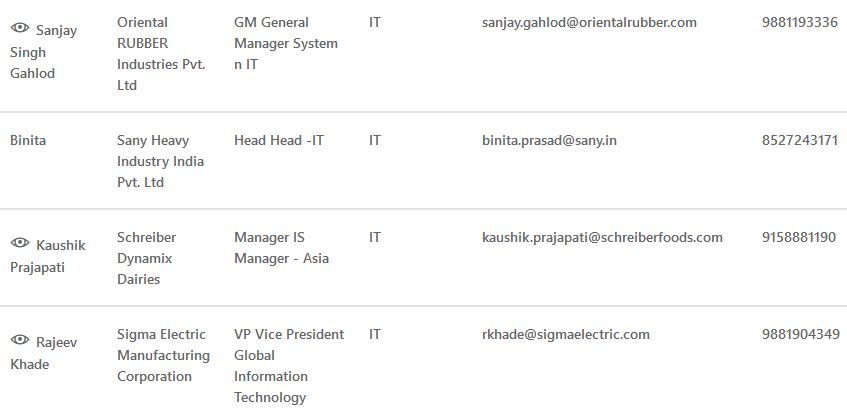 Sanjay Singh Gahlod Oriental RUBBER Industries Pvt. Ltd GM General Manager System n IT IT sanjay.gahlod@orientalrubber.com 9881193336
Binita Sany Heavy Industry India Pvt. Ltd Head Head -IT IT binita.prasad@sany.in 8527243171
Kaushik Prajapati Schreiber Dynamix Dairies Manager IS Manager - Asia IT kaushik.prajapati@schreiberfoods.com 9158881190
Rajeev Khade Sigma Electric Manufacturing Corporation VP Vice President Global Information Technology IT rkhade@sigmaelectric.com 9881904349